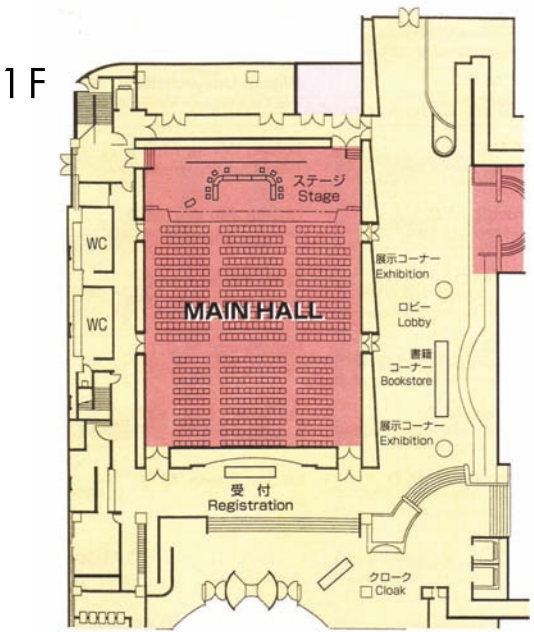 1F
ステージ
Stage
WC
展示コーナー
Exhibition
MAIN HALL
ロビー
Lobby
WC
書籍
コーナー
Bookstore
展示コーナー
Exhibition
受付
Registration
クローク
Cloak